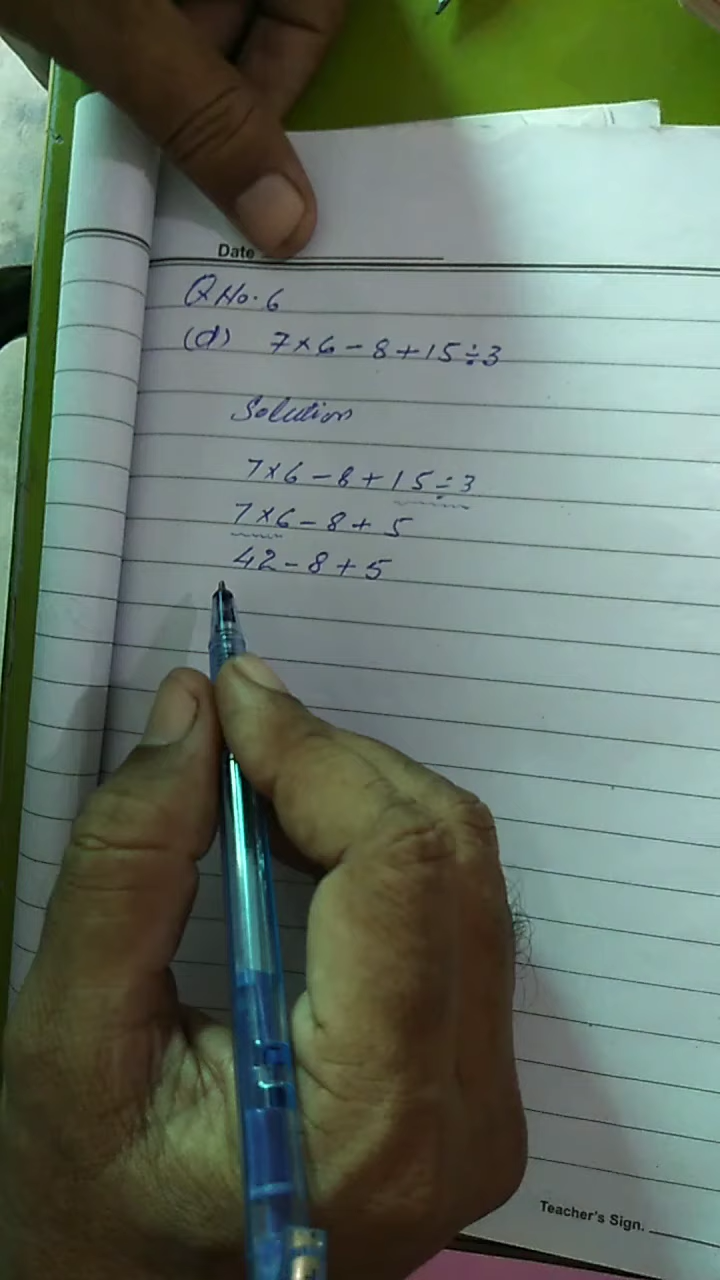 Date
Q No. 6
(d) 7×6-8+15÷3
Solution
7×6-8+15÷3
7×6-8+5
42-8+5
Teacher's Sign.